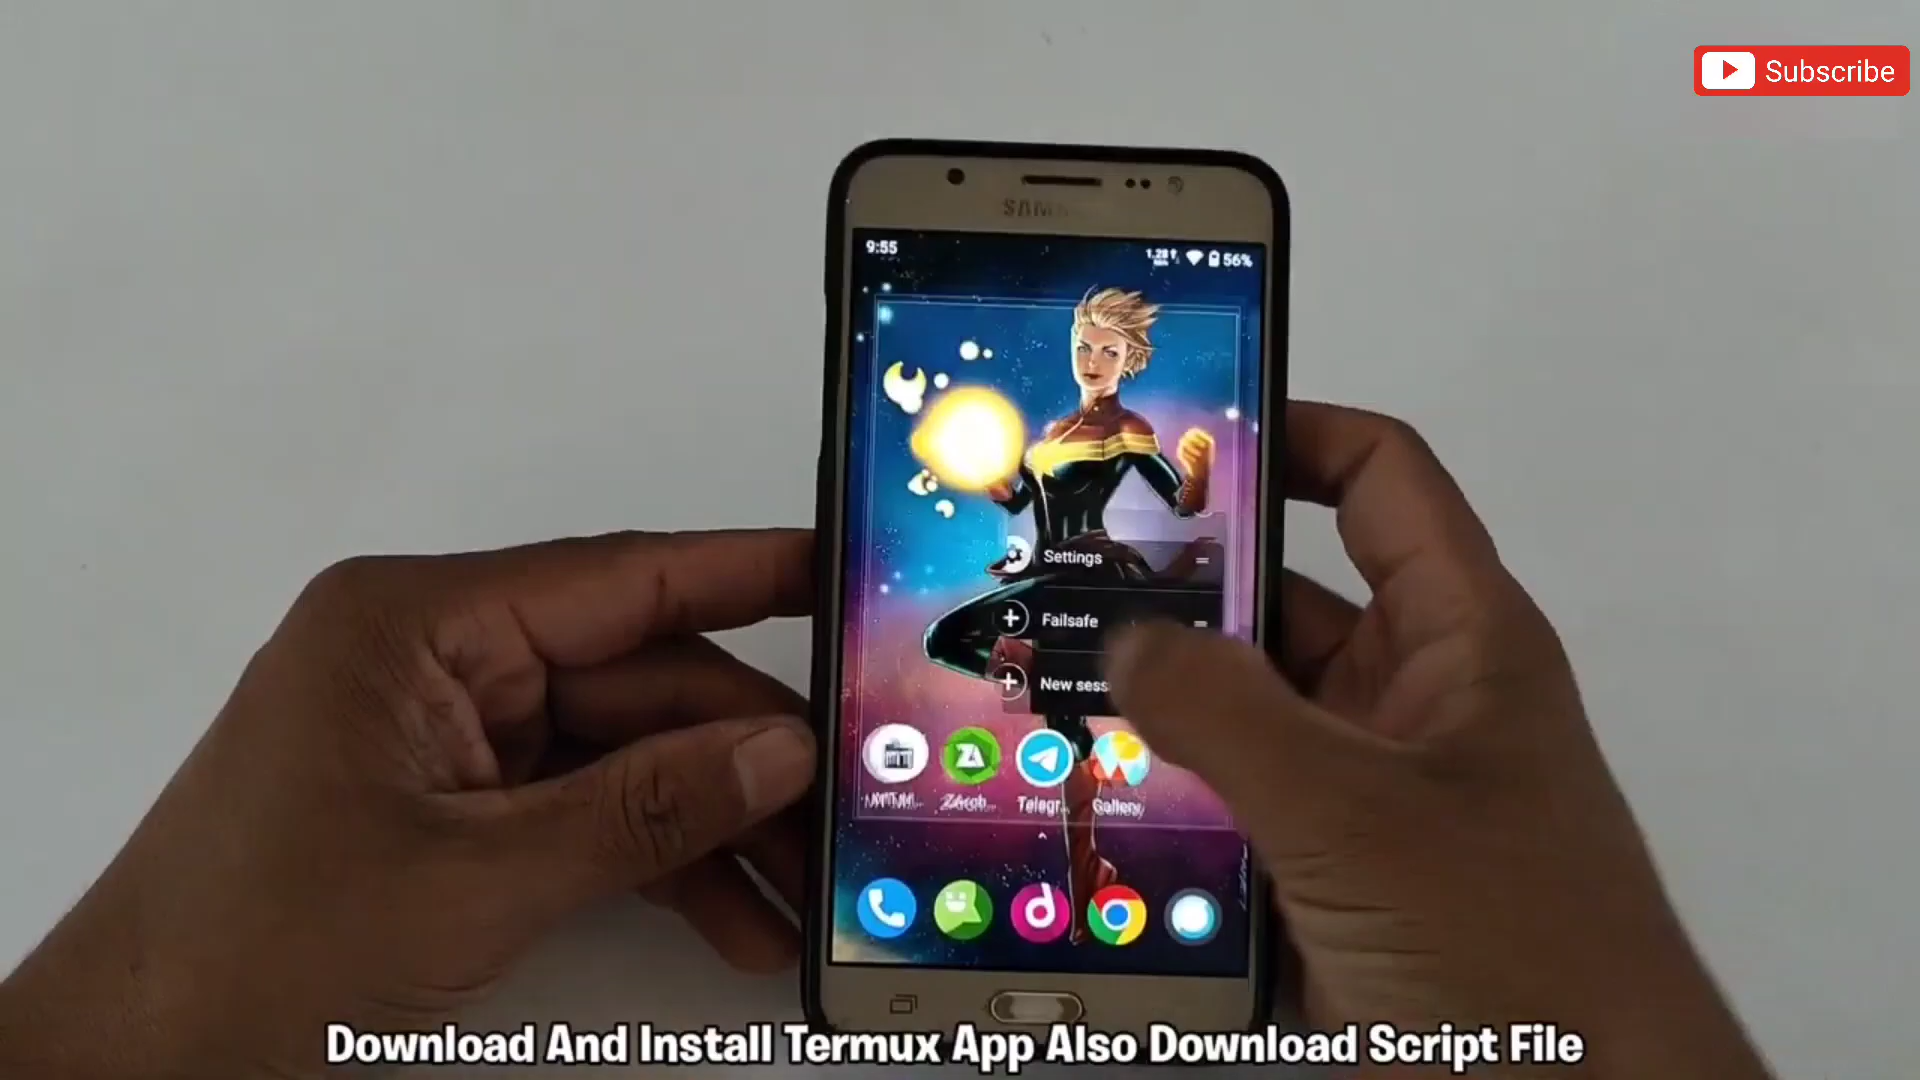 Subscribe
9:55
56%
Settings
Failsafe
Telegr..
Gallery
Download And Install Termux App Also Download Script File